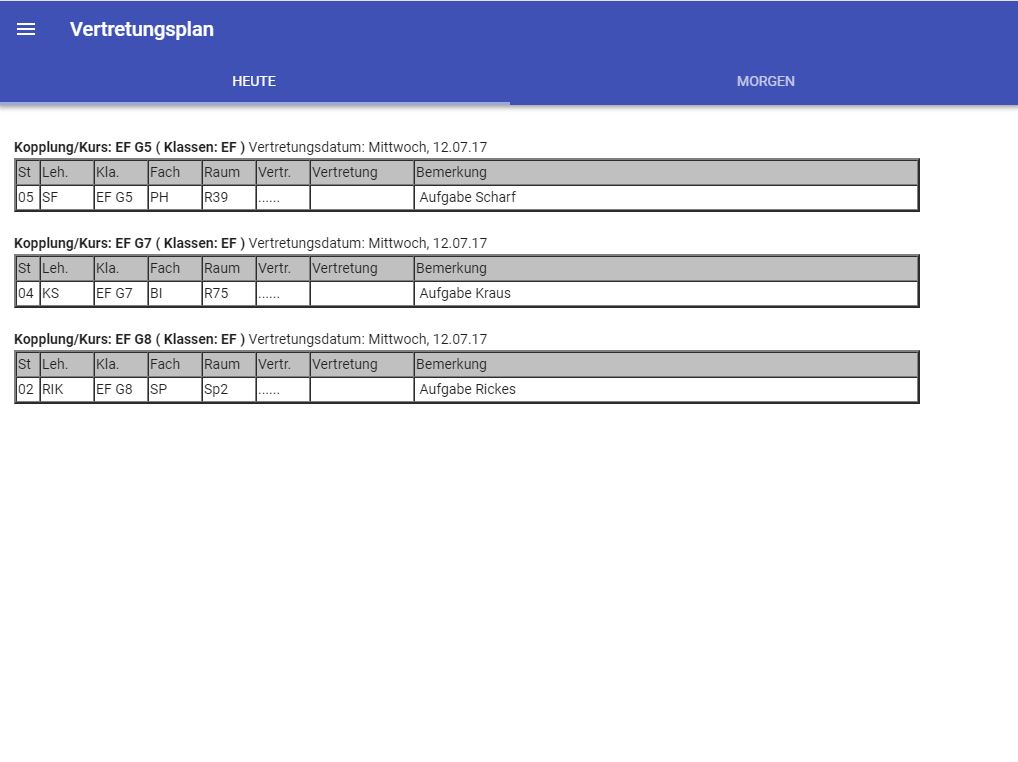 Vertretungsplan
HEUTE MORGEN
Kopplung/Kurs: EF G5 ( Klassen: EF ) Vertretungsdatum: Mittwoch, 12.07.17
St Leh. Kla. Fach Raum Vertr. Vertretung Bemerkung
05 SF EF G5 PH R39 ...... Aufgabe Scharf
Kopplung/Kurs: EF G7 ( Klassen: EF ) Vertretungsdatum: Mittwoch, 12.07.17
St Leh. Kla. Fach Raum Vertr. Vertretung Bemerkung
04 KS EF G7 BI R75 ...... Aufgabe Kraus
Kopplung/Kurs: EF G8 ( Klassen: EF ) Vertretungsdatum: Mittwoch, 12.07.17
St Leh. Kla. Fach Raum Vertr. Vertretung Bemerkung
02 RIK EF G8 SP Sp2 ...... Aufgabe Rickes